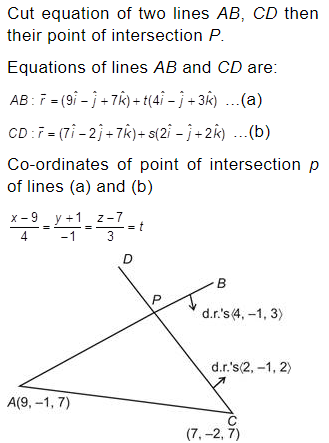 Cut equation of two lines AB, CD then
their point of intersection P.
Equations of lines AB and CD are:
AB : r̄ = (9î − ĵ + 7k̂) + t(4î − ĵ + 3k̂) ...(a)
CD : r̄ = (7î − 2ĵ + 7k̂) + s(2î − ĵ + 2k̂) ...(b)
Co-ordinates of point of intersection p
of lines (a) and (b)
(x − 9)/4 = (y + 1)/−1 = (z − 7)/3 = t
D
B
P
d.r.'s⟨4, −1, 3⟩
d.r.'s⟨2, −1, 2⟩
A(9, −1, 7)
C
(7, −2, 7)